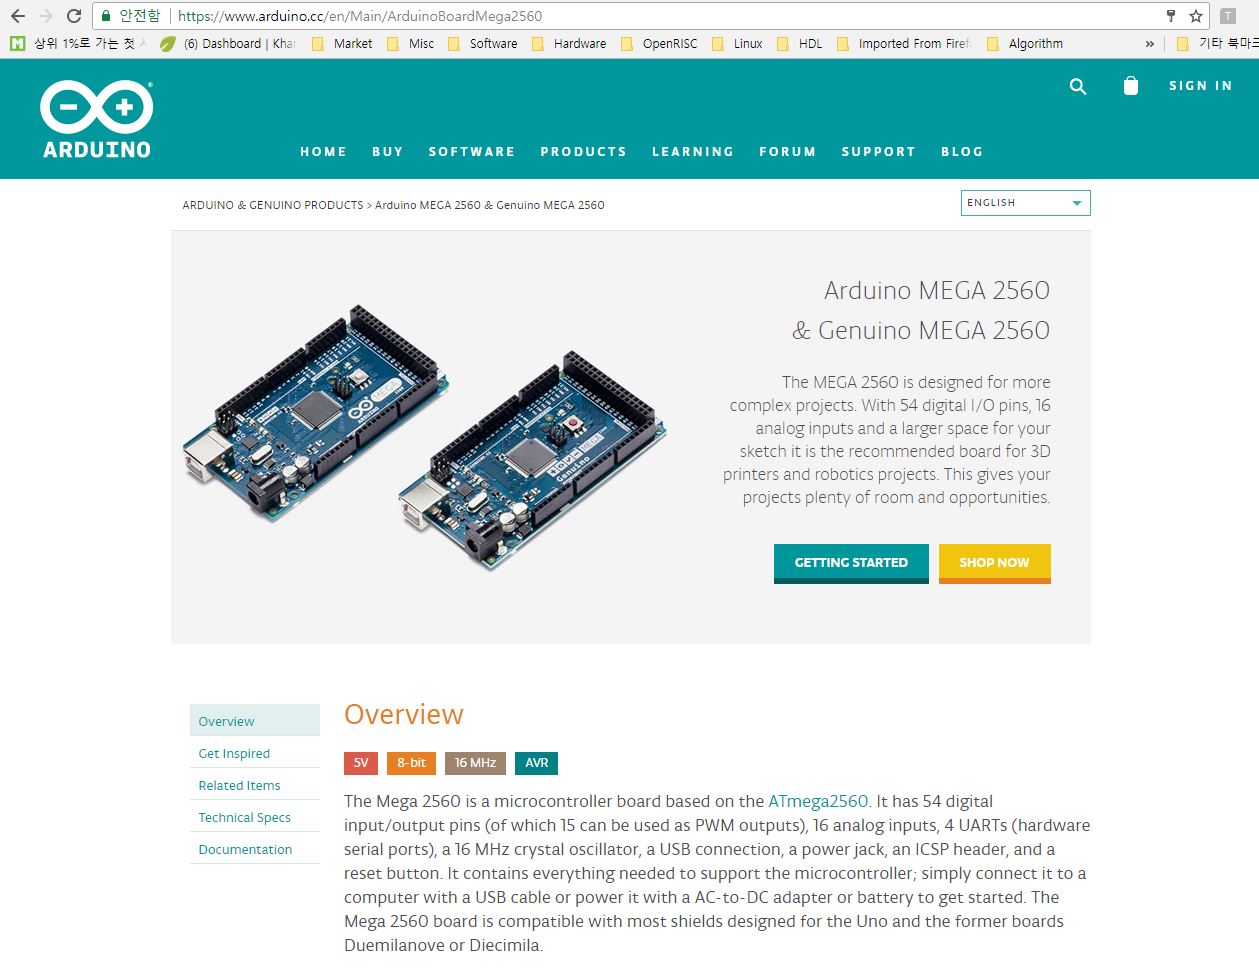 안전함
https://www.arduino.cc/en/Main/ArduinoBoardMega2560
상위 1%로 가는 첫
(6) Dashboard | Khan
Market
Misc
Software
Hardware
OpenRISC
Linux
HDL
Imported From Firef
Algorithm
»
기타 북마크
SIGN IN
ARDUINO
HOME
BUY
SOFTWARE
PRODUCTS
LEARNING
FORUM
SUPPORT
BLOG
ARDUINO & GENUINO PRODUCTS > Arduino MEGA 2560 & Genuino MEGA 2560
ENGLISH
Arduino MEGA 2560
& Genuino MEGA 2560
The MEGA 2560 is designed for more
complex projects. With 54 digital I/O pins, 16
analog inputs and a larger space for your
sketch it is the recommended board for 3D
printers and robotics projects. This gives your
projects plenty of room and opportunities.
MEGA
ARDUINO
MEGA
Genuino
GETTING STARTED
SHOP NOW
Overview
Get Inspired
Related Items
Technical Specs
Documentation
Overview
5V
8-bit
16 MHz
AVR
The Mega 2560 is a microcontroller board based on the ATmega2560. It has 54 digital
input/output pins (of which 15 can be used as PWM outputs), 16 analog inputs, 4 UARTs (hardware
serial ports), a 16 MHz crystal oscillator, a USB connection, a power jack, an ICSP header, and a
reset button. It contains everything needed to support the microcontroller; simply connect it to a
computer with a USB cable or power it with a AC-to-DC adapter or battery to get started. The
Mega 2560 board is compatible with most shields designed for the Uno and the former boards
Duemilanove or Diecimila.